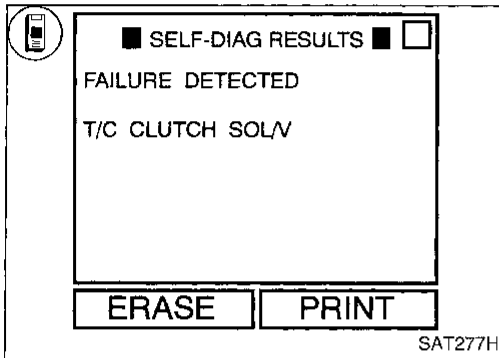 ■ SELF-DIAG RESULTS ■ □
FAILURE DETECTED
T/C CLUTCH SOL/V
ERASE PRINT
SAT277H